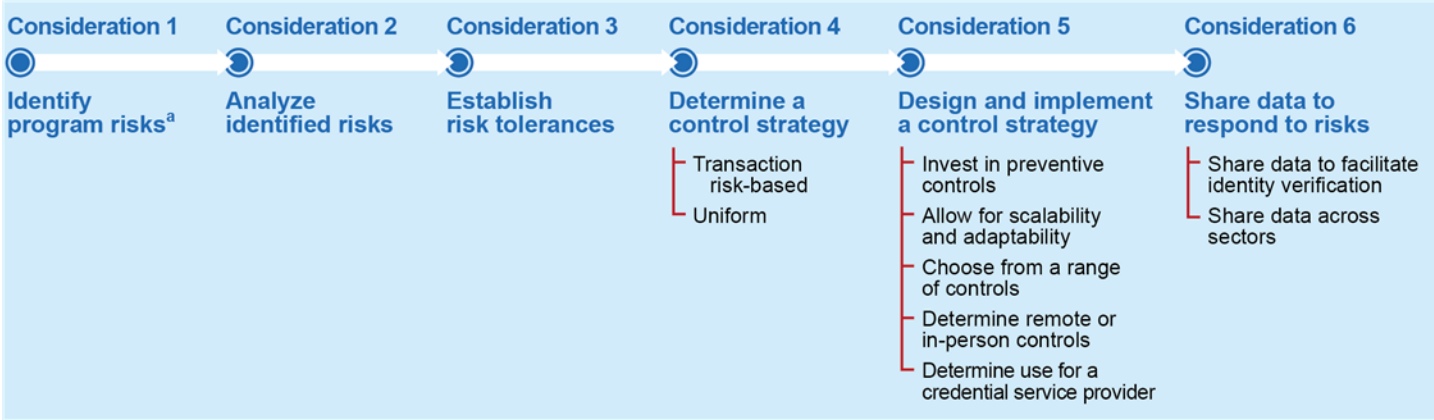 Consideration 1
Identify
program risksa
Consideration 2
Analyze
identified risks
Consideration 3
Establish
risk tolerances
Consideration 4
Determine a
control strategy
Transaction
risk-based
Uniform
Consideration 5
Design and implement
a control strategy
Invest in preventive
controls
Allow for scalability
and adaptability
Choose from a range
of controls
Determine remote or
in-person controls
Determine use for a
credential service provider
Consideration 6
Share data to
respond to risks
Share data to facilitate
identity verification
Share data across
sectors